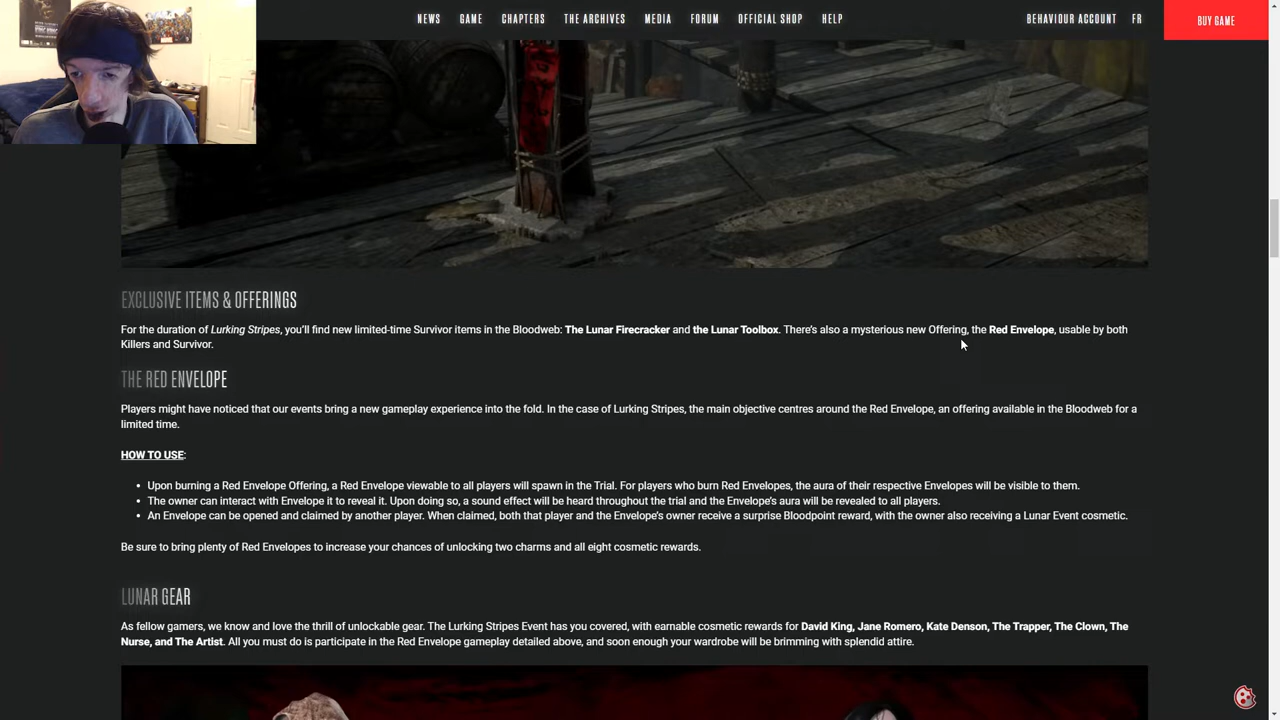 NEWS GAME CHAPTERS THE ARCHIVES MEDIA FORUM OFFICIAL SHOP HELP BEHAVIOUR ACCOUNT FR BUY GAME
EXCLUSIVE ITEMS & OFFERINGS
For the duration of Lurking Stripes, you'll find new limited-time Survivor items in the Bloodweb: The Lunar Firecracker and the Lunar Toolbox. There's also a mysterious new Offering, the Red Envelope, usable by both
Killers and Survivor.
THE RED ENVELOPE
Players might have noticed that our events bring a new gameplay experience into the fold. In the case of Lurking Stripes, the main objective centres around the Red Envelope, an offering available in the Bloodweb for a
limited time.
HOW TO USE:
• Upon burning a Red Envelope Offering, a Red Envelope viewable to all players will spawn in the Trial. For players who burn Red Envelopes, the aura of their respective Envelopes will be visible to them.
• The owner can interact with Envelope it to reveal it. Upon doing so, a sound effect will be heard throughout the trial and the Envelope's aura will be revealed to all players.
• An Envelope can be opened and claimed by another player. When claimed, both that player and the Envelope's owner receive a surprise Bloodpoint reward, with the owner also receiving a Lunar Event cosmetic.
Be sure to bring plenty of Red Envelopes to increase your chances of unlocking two charms and all eight cosmetic rewards.
LUNAR GEAR
As fellow gamers, we know and love the thrill of unlockable gear. The Lurking Stripes Event has you covered, with earnable cosmetic rewards for David King, Jane Romero, Kate Denson, The Trapper, The Clown, The
Nurse, and The Artist. All you must do is participate in the Red Envelope gameplay detailed above, and soon enough your wardrobe will be brimming with splendid attire.